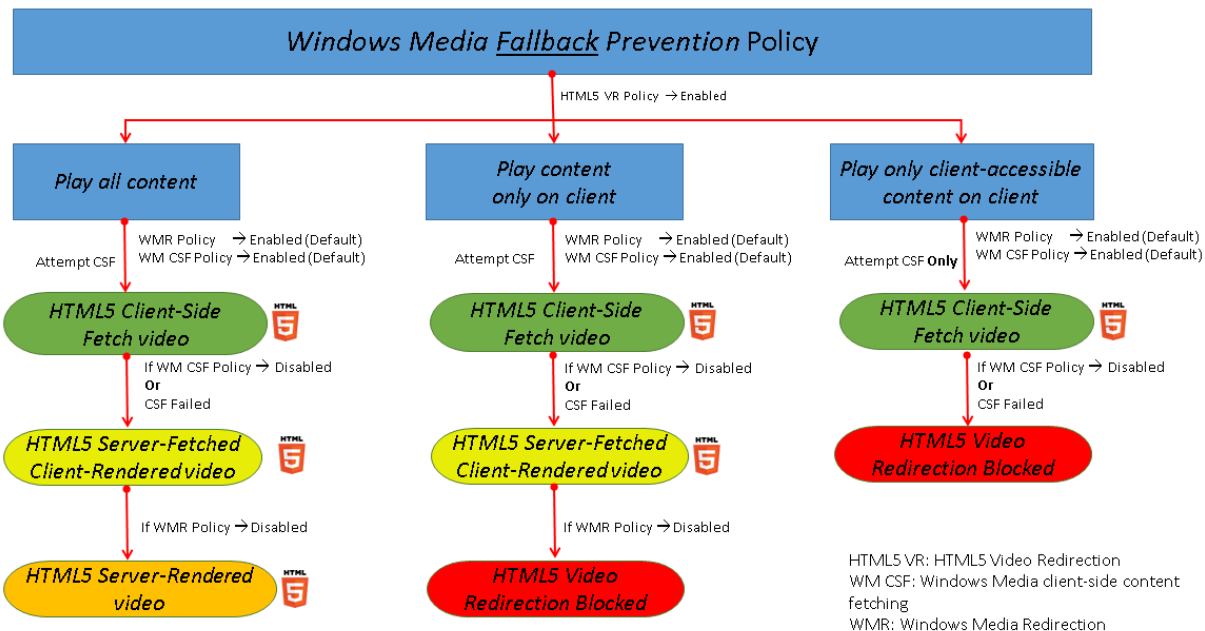 Windows Media Fallback Prevention Policy
HTML5 VR Policy → Enabled
Play all content
WMR Policy → Enabled (Default)
WM CSF Policy → Enabled (Default)
Attempt CSF
HTML5 Client-Side
Fetch video
HTML
5
If WM CSF Policy → Disabled
Or
CSF Failed
HTML5 Server-Fetched
Client-Rendered video
HTML
5
If WMR Policy → Disabled
HTML5 Server-Rendered
video
HTML
5
Play content
only on client
WMR Policy → Enabled (Default)
WM CSF Policy → Enabled (Default)
Attempt CSF
HTML5 Client-Side
Fetch video
HTML
5
If WM CSF Policy → Disabled
Or
CSF Failed
HTML5 Server-Fetched
Client-Rendered video
HTML
5
If WMR Policy → Disabled
HTML5 Video
Redirection Blocked
Play only client-accessible
content on client
WMR Policy → Enabled (Default)
WM CSF Policy → Enabled (Default)
Attempt CSF Only
HTML5 Client-Side
Fetch video
HTML
5
If WM CSF Policy → Disabled
Or
CSF Failed
HTML5 Video
Redirection Blocked
HTML5 VR: HTML5 Video Redirection
WM CSF: Windows Media client-side content
fetching
WMR: Windows Media Redirection